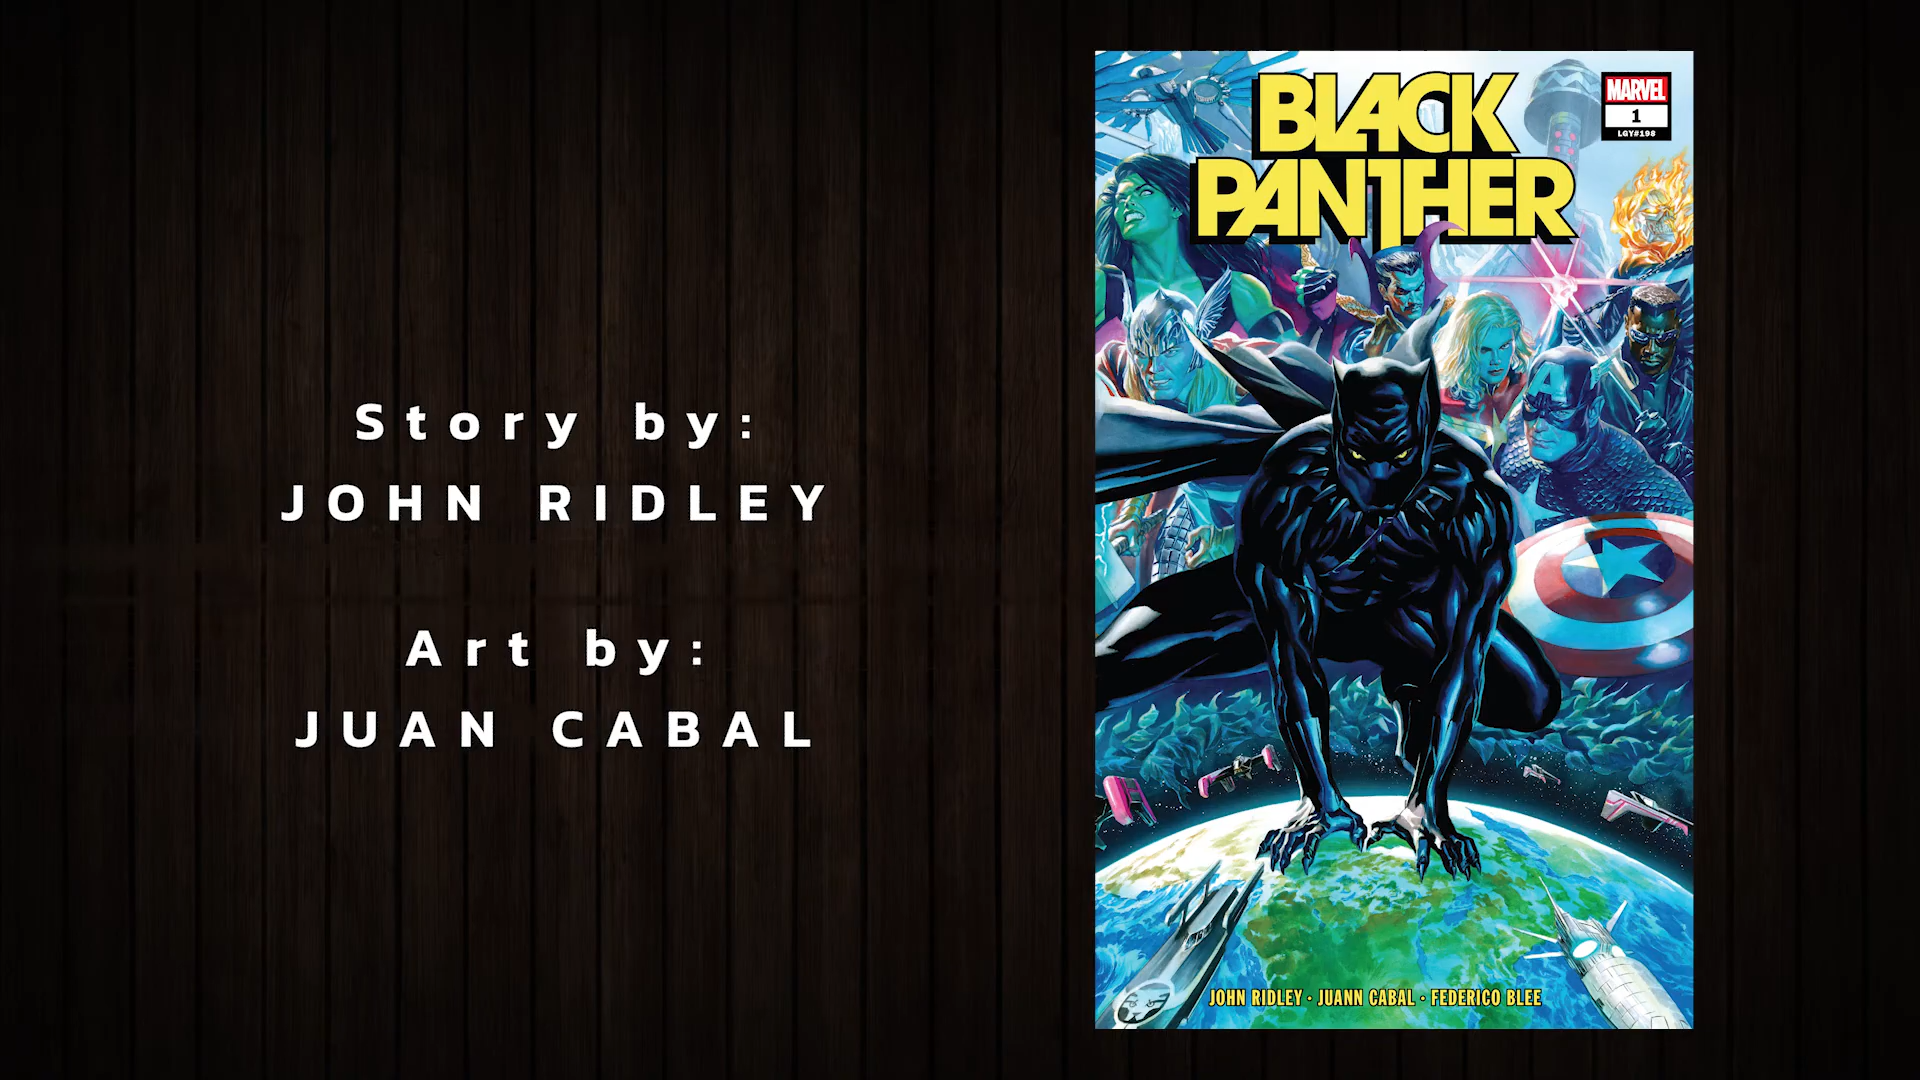 Story by:
JOHN RIDLEY
Art by:
JUAN CABAL
BLACK
PANTHER
MARVEL
1
LGY#198
JOHN RIDLEY · JUANN CABAL · FEDERICO BLEE